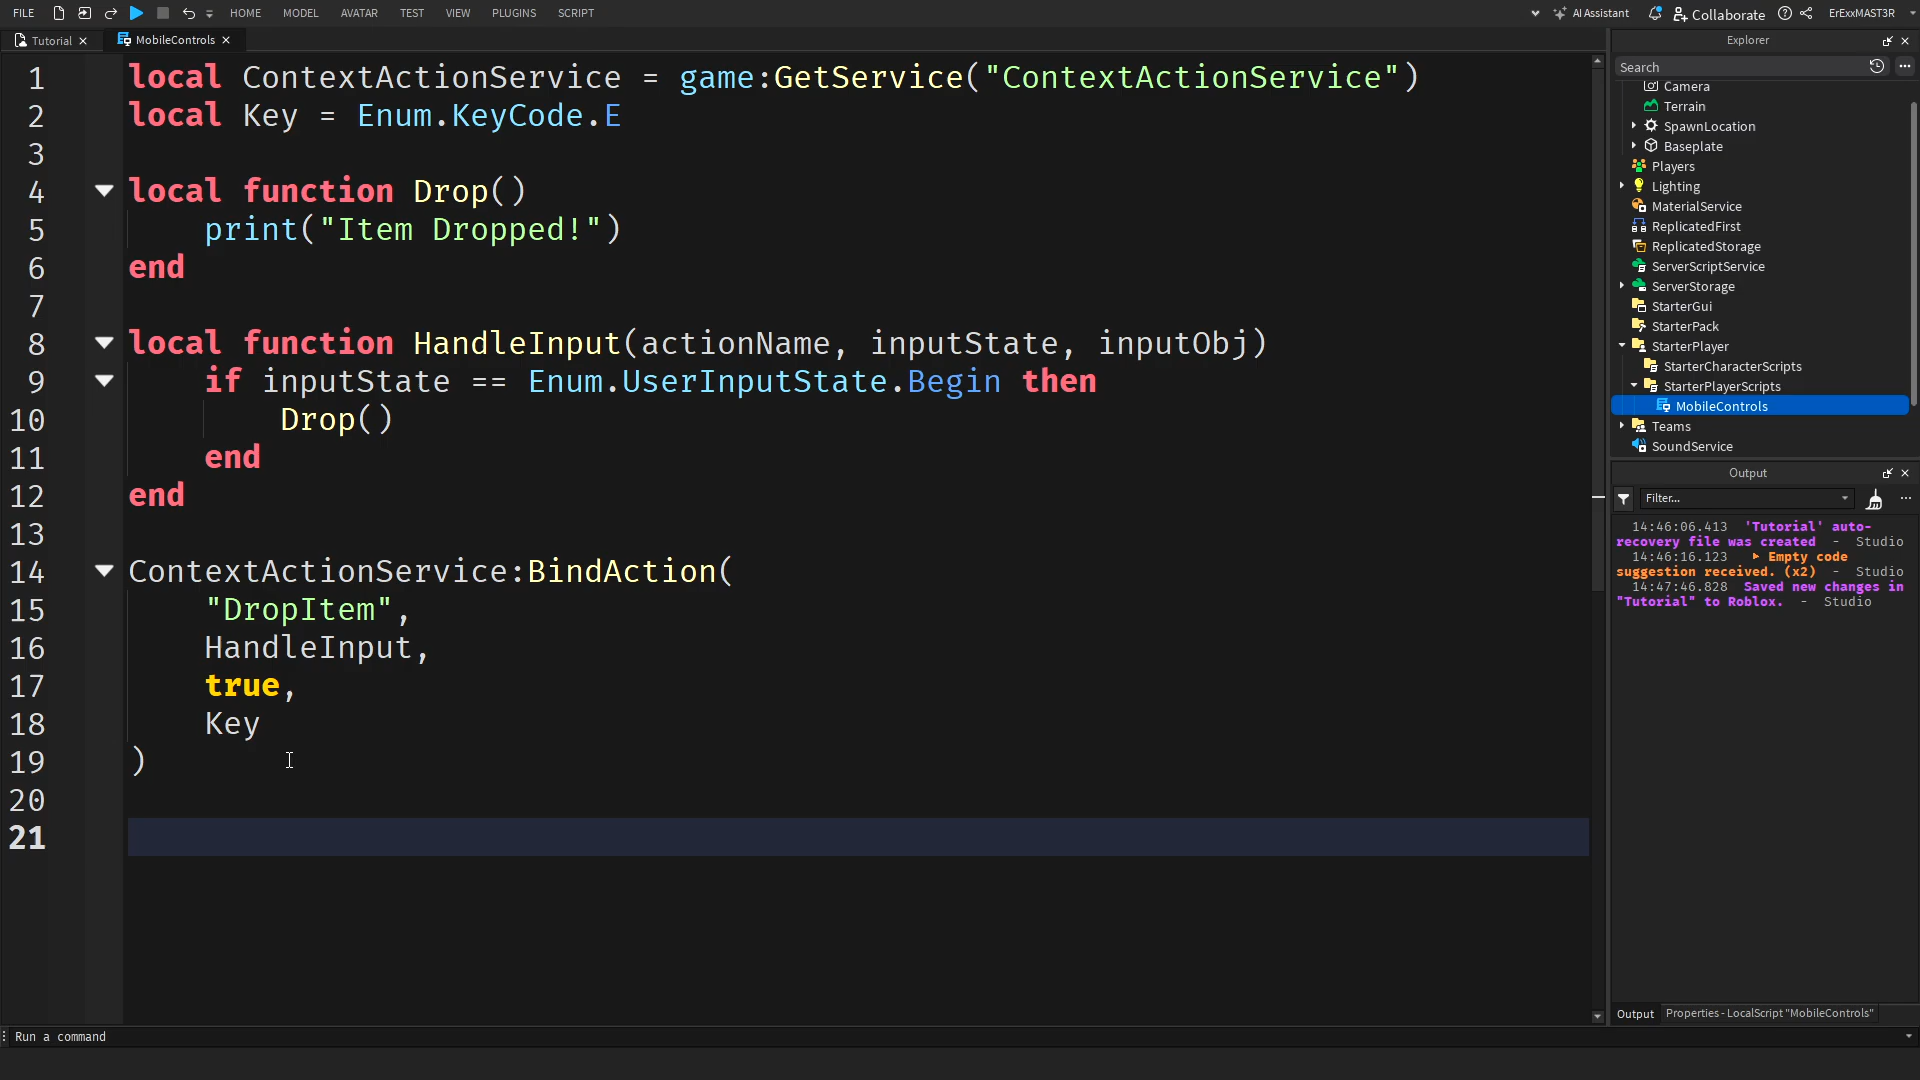 FILE HOME MODEL AVATAR TEST VIEW PLUGINS SCRIPT AI Assistant Collaborate ErExxMAST3R
Tutorial MobileControls
1 local ContextActionService = game:GetService("ContextActionService")
2 local Key = Enum.KeyCode.E
3
4 local function Drop()
5 print("Item Dropped!")
6 end
7
8 local function HandleInput(actionName, inputState, inputObj)
9 if inputState == Enum.UserInputState.Begin then
10 Drop()
11 end
12 end
13
14 ContextActionService:BindAction(
15 "DropItem",
16 HandleInput,
17 true,
18 Key
19 )
20
21
Explorer
Search
Camera
Terrain
SpawnLocation
Baseplate
Players
Lighting
MaterialService
ReplicatedFirst
ReplicatedStorage
ServerScriptService
ServerStorage
StarterGui
StarterPack
StarterPlayer
StarterCharacterScripts
StarterPlayerScripts
MobileControls
Teams
SoundService
Output
Filter...
14:46:06.413 'Tutorial' auto-
recovery file was created - Studio
14:46:16.123 Empty code
suggestion received. (x2) - Studio
14:47:46.828 Saved new changes in
"Tutorial" to Roblox. - Studio
Output Properties - LocalScript "MobileControls"
Run a command